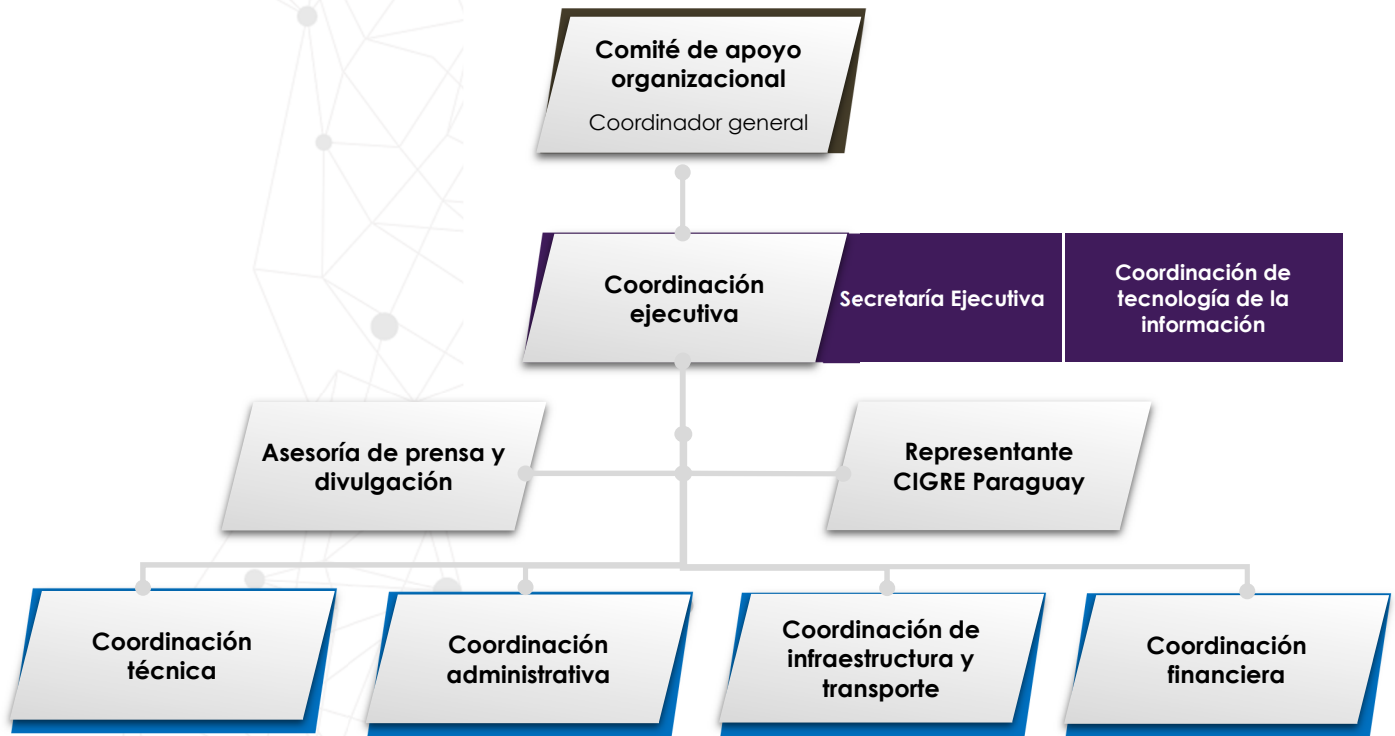 Comité de apoyo
organizacional
Coordinador general
Coordinación
ejecutiva
Secretaría Ejecutiva
Coordinación de
tecnología de la
información
Asesoría de prensa y
divulgación
Representante
CIGRE Paraguay
Coordinación
técnica
Coordinación
administrativa
Coordinación de
infraestructura y
transporte
Coordinación
financiera